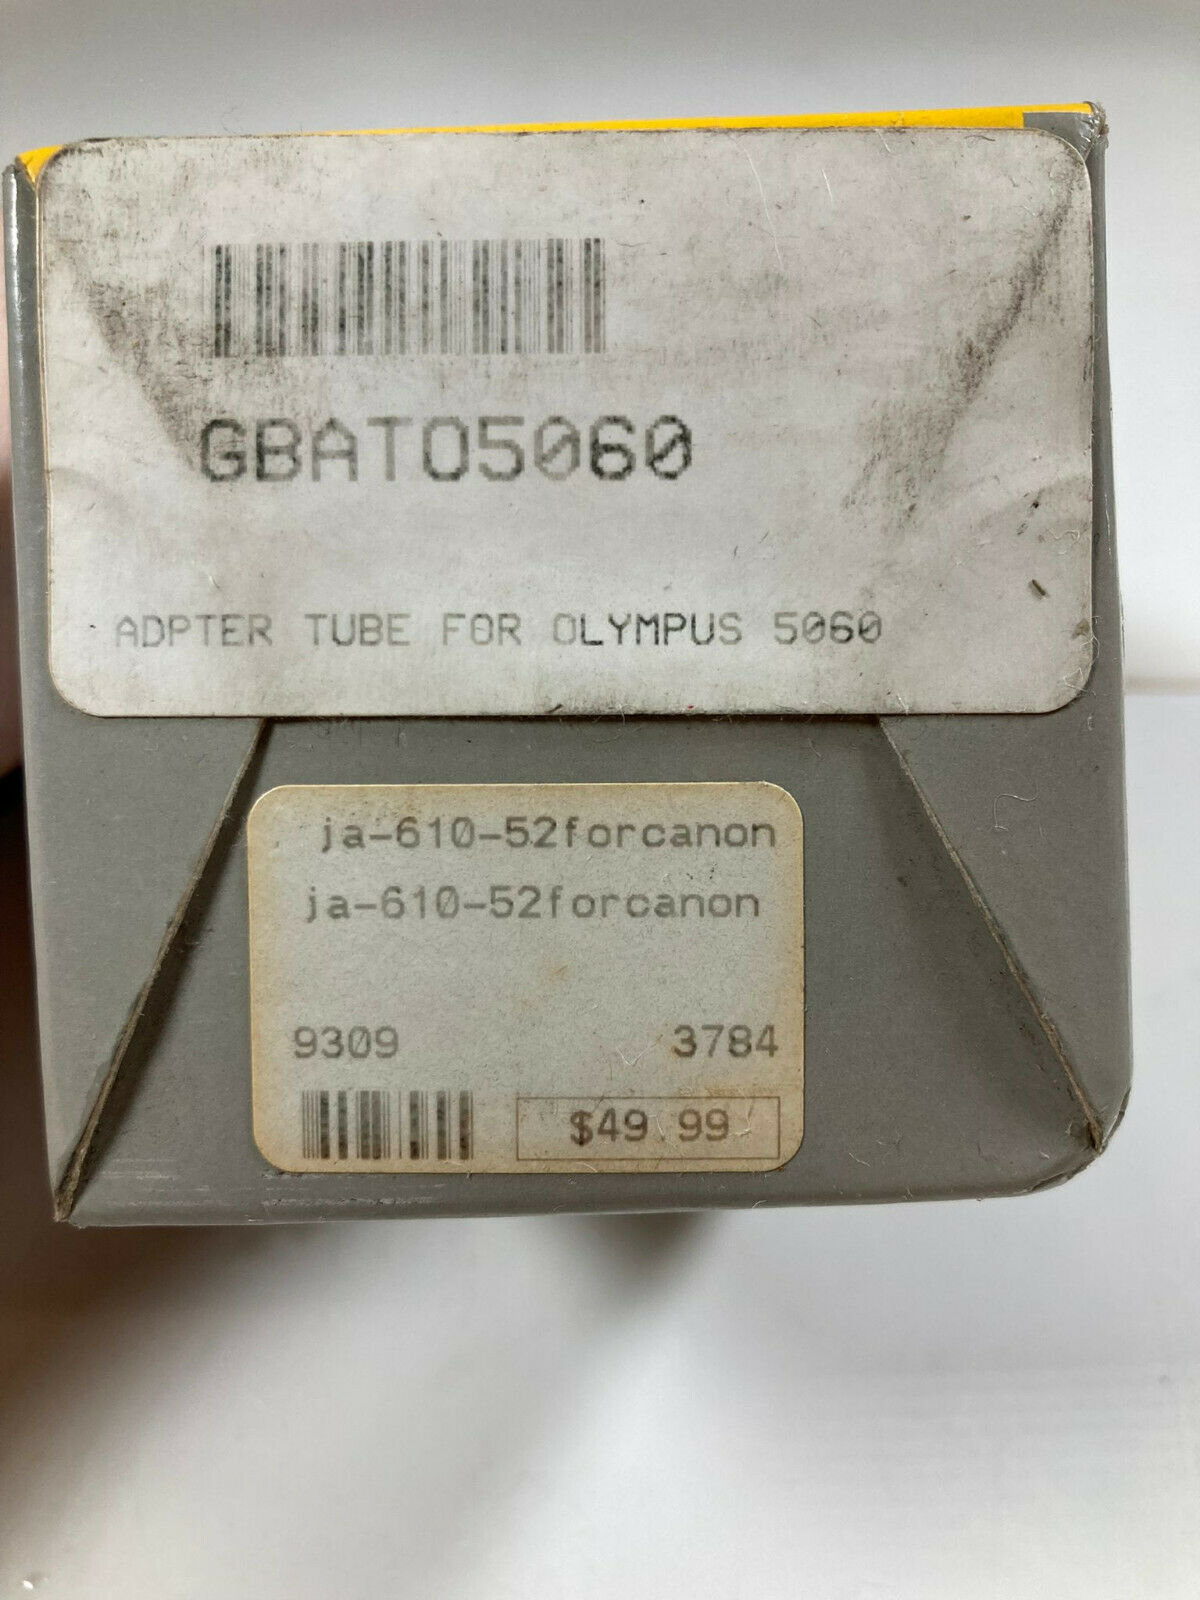 GBATO5060
ADPTER TUBE FOR OLYMPUS 5060
ja-610-52forcanon
ja-610-52forcanon
9309 3784
$49.99